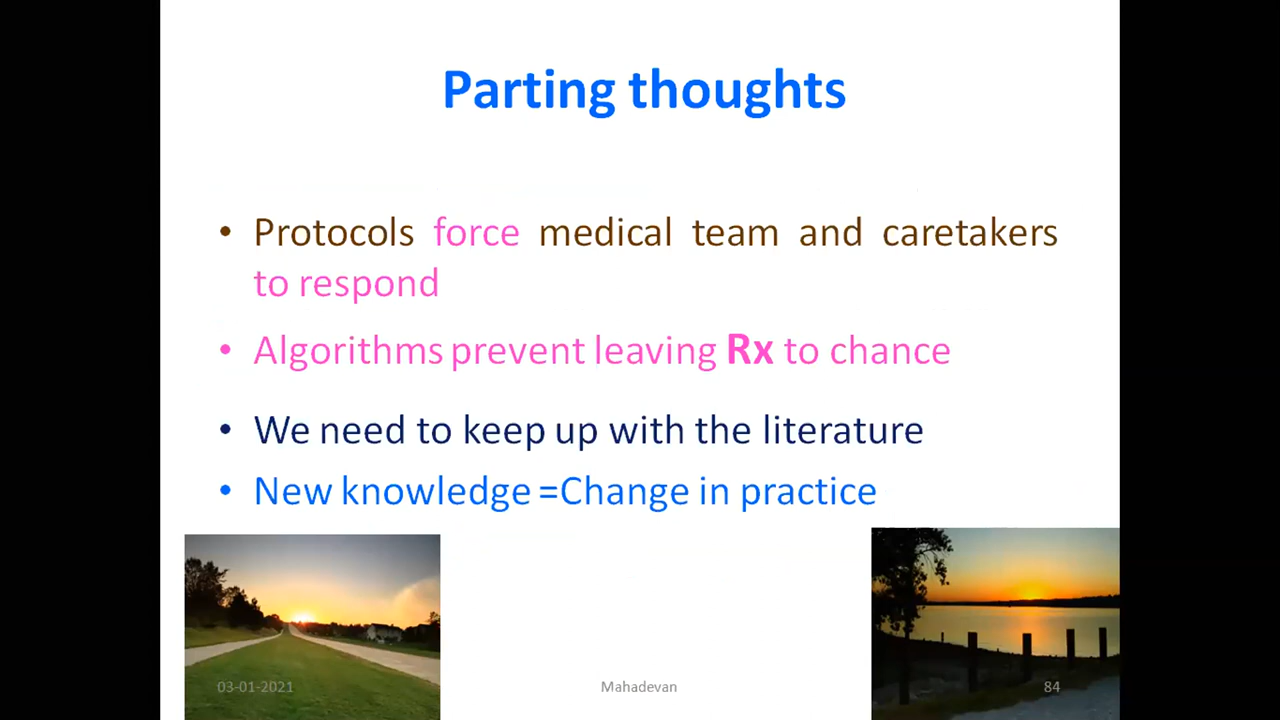 Parting thoughts
• Protocols force medical team and caretakers
to respond
• Algorithms prevent leaving Rx to chance
• We need to keep up with the literature
• New knowledge =Change in practice
03-01-2021
Mahadevan
84